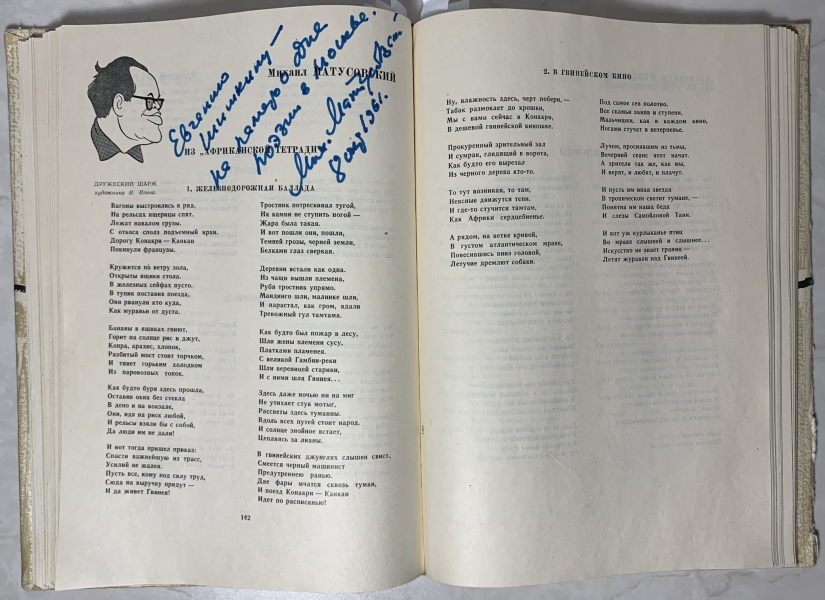 Михаил МАТУСОВСКИЙ
Евгению
Мишкину —
на память о Дне
поэзии в Москве.
Мих. Матусовский
1961.
ИЗ „АФРИКАНСКОЙ ТЕТРАДИ“
ДРУЖЕСКИЙ ШАРЖ
художника И. Игина.
1. ЖЕЛЕЗНОДОРОЖНАЯ БАЛЛАДА
Вагоны выстроились в ряд.
На рельсах ящерицы спят.
Лежат навалом грузы.
С откоса сполз подъемный кран.
Дорогу Конакри — Канкан
Покинули французы.
Кружится по ветру зола,
Открыты ящики стола.
В железных сейфах пусто.
В тупик поставив поезда,
Они рванули кто куда,
Как муравьи от дуста.
Бананы в ящиках гниют,
Горит на солнце рис и джут,
Копра, арахис, хлопок,
Разбитый мост стоит торчком,
И тянет горьким холодком
Из паровозных топок.
Как будто буря здесь прошла,
Оставив окна без стекла
В депо и на вокзале,
Они, идя на риск любой,
И рельсы взяли бы с собой,
Да люди им не дали!
И вот тогда пришел приказ:
Спасти важнейшую из трасс,
Усилий не жалея.
Пусть все, кому под силу труд,
Сюда на выручку придут —
И да живет Гвинея!
Тростник потрескивал тугой,
На камни не ступить ногой —
Жара была такая.
И вот пошли они, пошли,
Темней грозы, черней земли,
Белками глаз сверкая.
Деревни встали как одна.
Из чащи вышли племена,
Рубя тростник упрямо.
Мандинго шли, малинке шли,
И нарастал, как гром, вдали
Тревожный гул тамтама.
Как будто был пожар в лесу,
Шли жены племени сусу,
Платками пламенея.
С великой Гамбии-реки
Шли вереницей старики,
И с ними шла Гвинея...
Здесь даже ночью ни на миг
Не утихает стук мотыг,
Рассветы здесь туманны.
Вдоль всех путей стоит народ.
И солнце знойное встает,
Цепляясь за лианы.
В гвинейских джунглях слышен свист,
Смеется черный машинист
Предутреннею ранью.
Две фары мчатся сквозь туман,
И поезд Конакри — Канкан
Идет по расписанью!
142
2. В ГВИНЕЙСКОМ КИНО
Ну, влажность здесь, черт побери, —
Табак размокает до крошки,
Мы с вами сейчас в Конакри,
В дешевой гвинейской киношке.
Прокуренный зрительный зал
И сумрак, глядящий в ворота,
Как будто его вырезал
Из черного дерева кто-то.
То тут возникая, то там,
Неясные движутся тени.
И где-то стучится тамтам,
Как Африки сердцебиенье.
А рядом, на ветке кривой,
В густом атлантическом мраке,
Повесившись вниз головой,
Летучие дремлют собаки.
Под самое небо полотно,
Все скамьи заняв и ступени,
Мальчишки, как в каждом кино,
Ногами стучат в нетерпенье.
Лучом, проскользнувшим из тьмы,
Вечерний сеанс этот начат.
А зрители так же, как мы,
И верят, и любят, и плачут.
И пусть им иная звезда
В тропическом светит тумане, —
Понятна им наша беда
И слезы Самойловой Тани.
И вот уж курлыканье птиц
Во мраке слышней и слышнее...
Искусство не знает границ —
Летят журавли над Гвинеей.